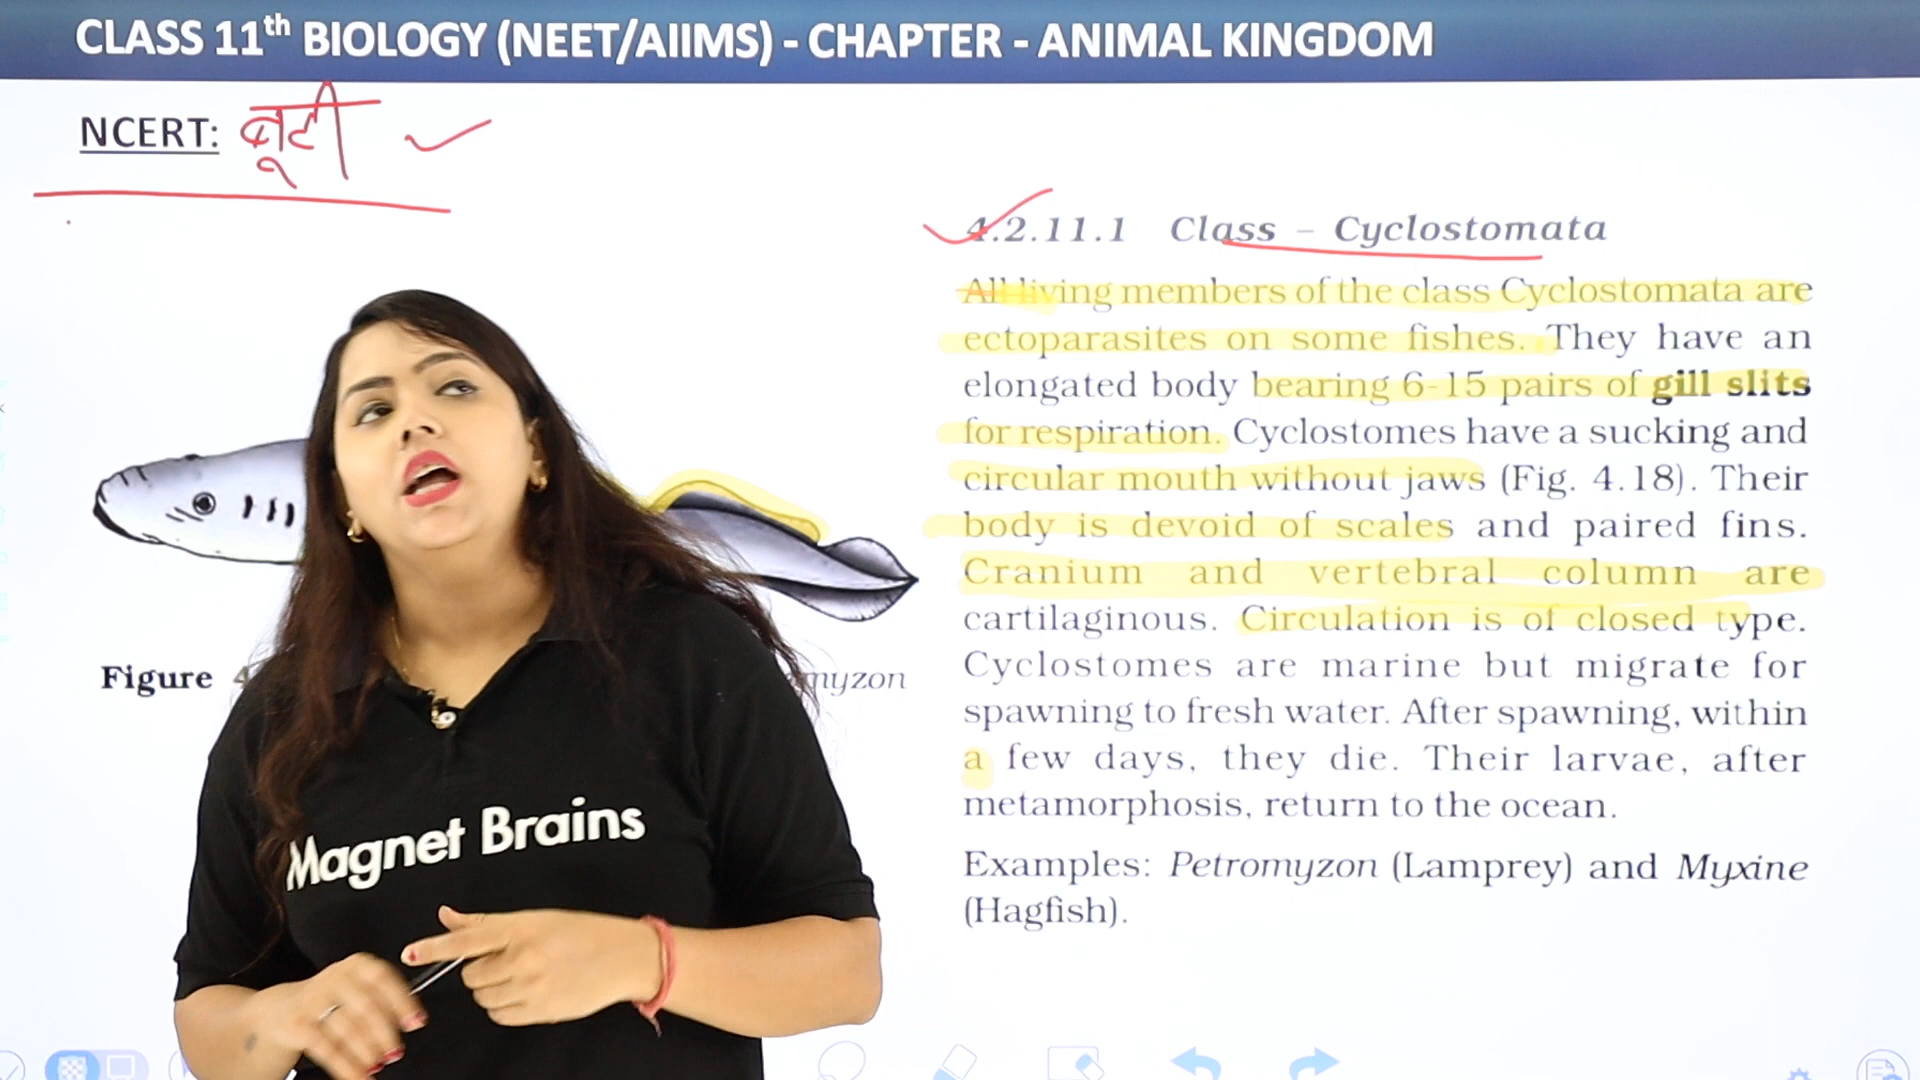 CLASS 11th BIOLOGY (NEET/AIIMS) - CHAPTER - ANIMAL KINGDOM
NCERT: बूटी
4.2.11.1 Class – Cyclostomata
All living members of the class Cyclostomata are
ectoparasites on some fishes. They have an
elongated body bearing 6-15 pairs of gill slits
for respiration. Cyclostomes have a sucking and
circular mouth without jaws (Fig. 4.18). Their
body is devoid of scales and paired fins.
Cranium and vertebral column are
cartilaginous. Circulation is of closed type.
Cyclostomes are marine but migrate for
spawning to fresh water. After spawning, within
a few days, they die. Their larvae, after
metamorphosis, return to the ocean.
Examples: Petromyzon (Lamprey) and Myxine
(Hagfish).
Figure 4
myzon
Magnet Brains